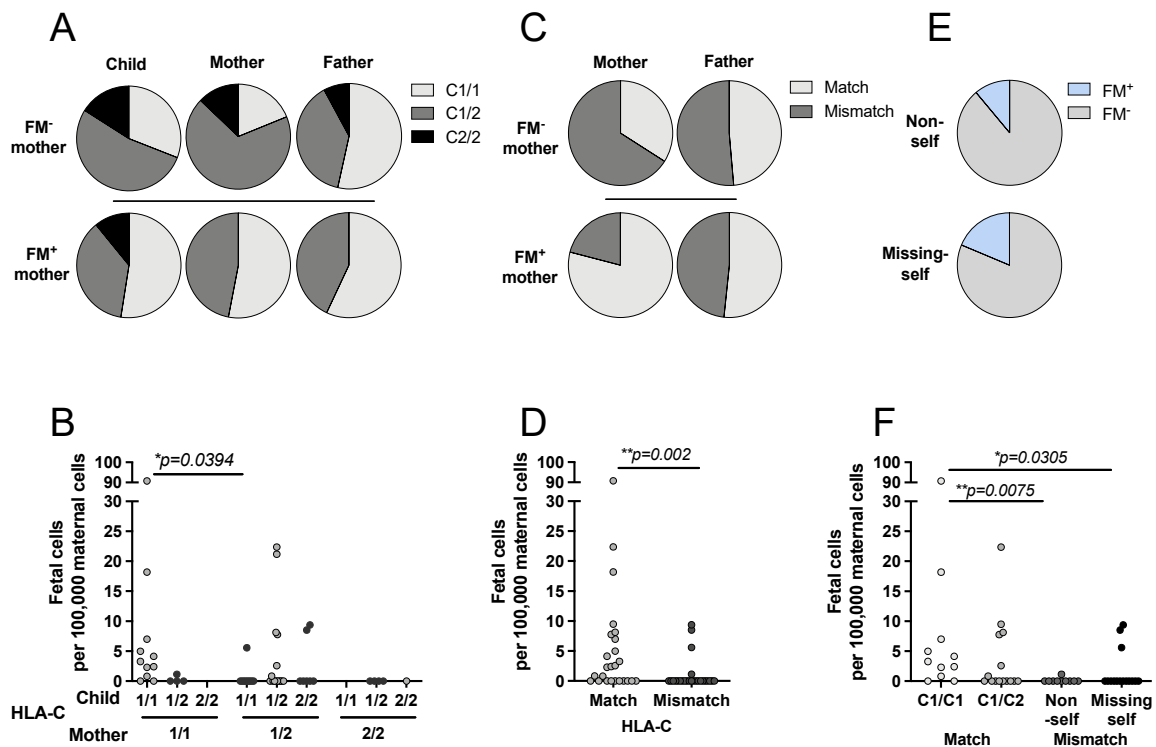 A
Child Mother Father
C1/1
C1/2
C2/2
FM-
mother
FM+
mother
C
Mother Father
Match
Mismatch
FM-
mother
FM+
mother
E
FM+
FM-
Non-
self
Missing-
self
B
*p=0.0394
Fetal cells
per 100,000 maternal cells
100
90
30
25
20
15
10
5
0
Child 1/1 1/2 2/2 1/1 1/2 2/2 1/1 1/2 2/2
HLA-C
Mother 1/1 1/2 2/2
D
**p=0.002
Fetal cells
per 100,000 maternal cells
100
90
30
25
20
15
10
5
0
Match Mismatch
HLA-C
F
*p=0.0305
**p=0.0075
Fetal cells
per 100,000 maternal cells
100
90
30
25
20
15
10
5
0
C1/C1 C1/C2 Non Missing
-self self
Match Mismatch